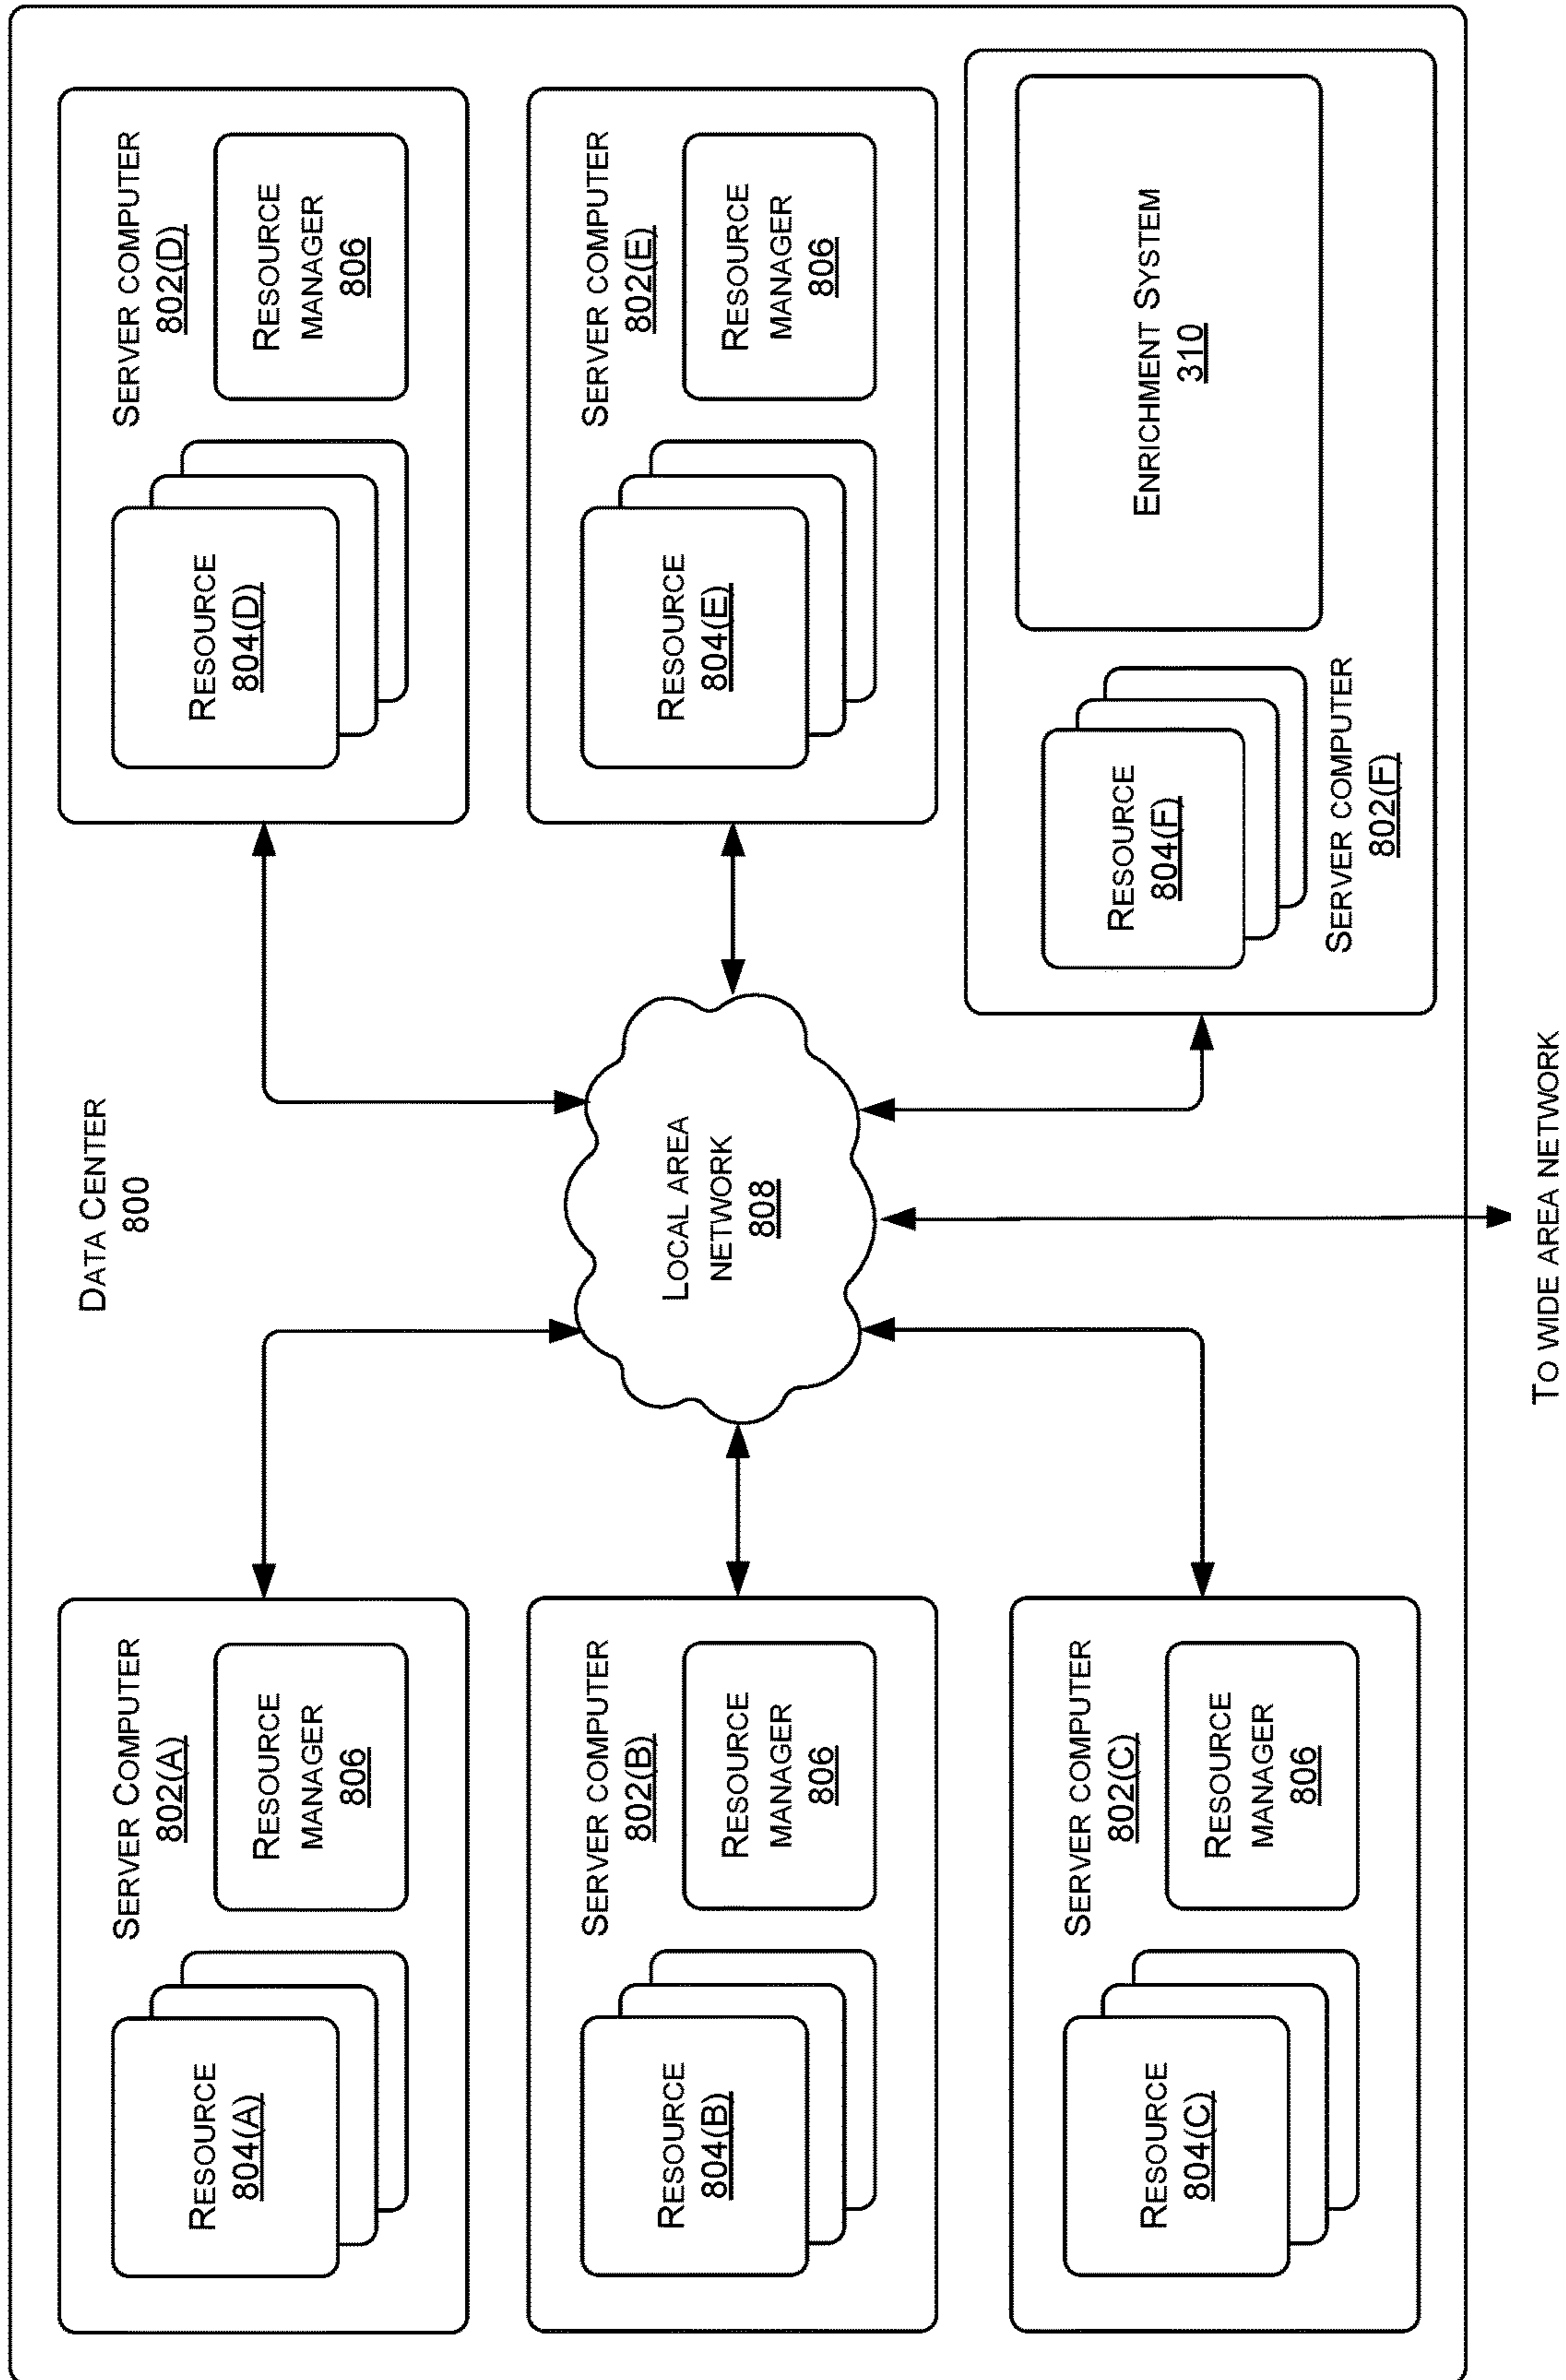 DATA CENTER
800
SERVER COMPUTER
802(A)
RESOURCE
804(A)
RESOURCE
MANAGER
806
SERVER COMPUTER
802(B)
RESOURCE
804(B)
RESOURCE
MANAGER
806
SERVER COMPUTER
802(C)
RESOURCE
804(C)
RESOURCE
MANAGER
806
LOCAL AREA
NETWORK
808
SERVER COMPUTER
802(D)
RESOURCE
804(D)
RESOURCE
MANAGER
806
SERVER COMPUTER
802(E)
RESOURCE
804(E)
RESOURCE
MANAGER
806
RESOURCE
804(F)
ENRICHMENT SYSTEM
310
SERVER COMPUTER
802(F)
TO WIDE AREA NETWORK